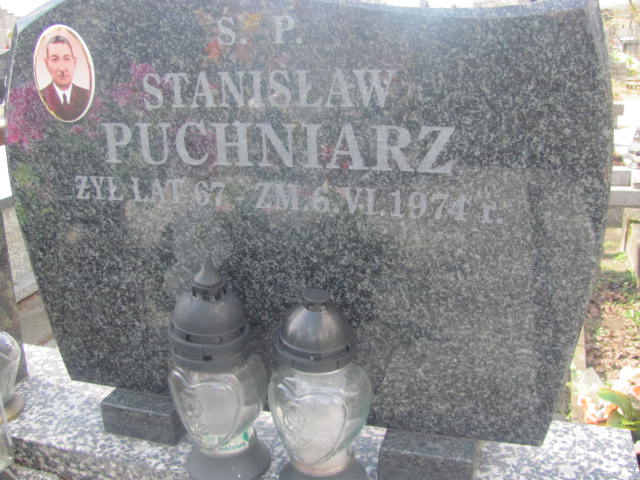 Ś. P.
STANISŁAW
PUCHNIARZ
ŻYŁ LAT 67 - ZM. 6. VI. 1974 r.